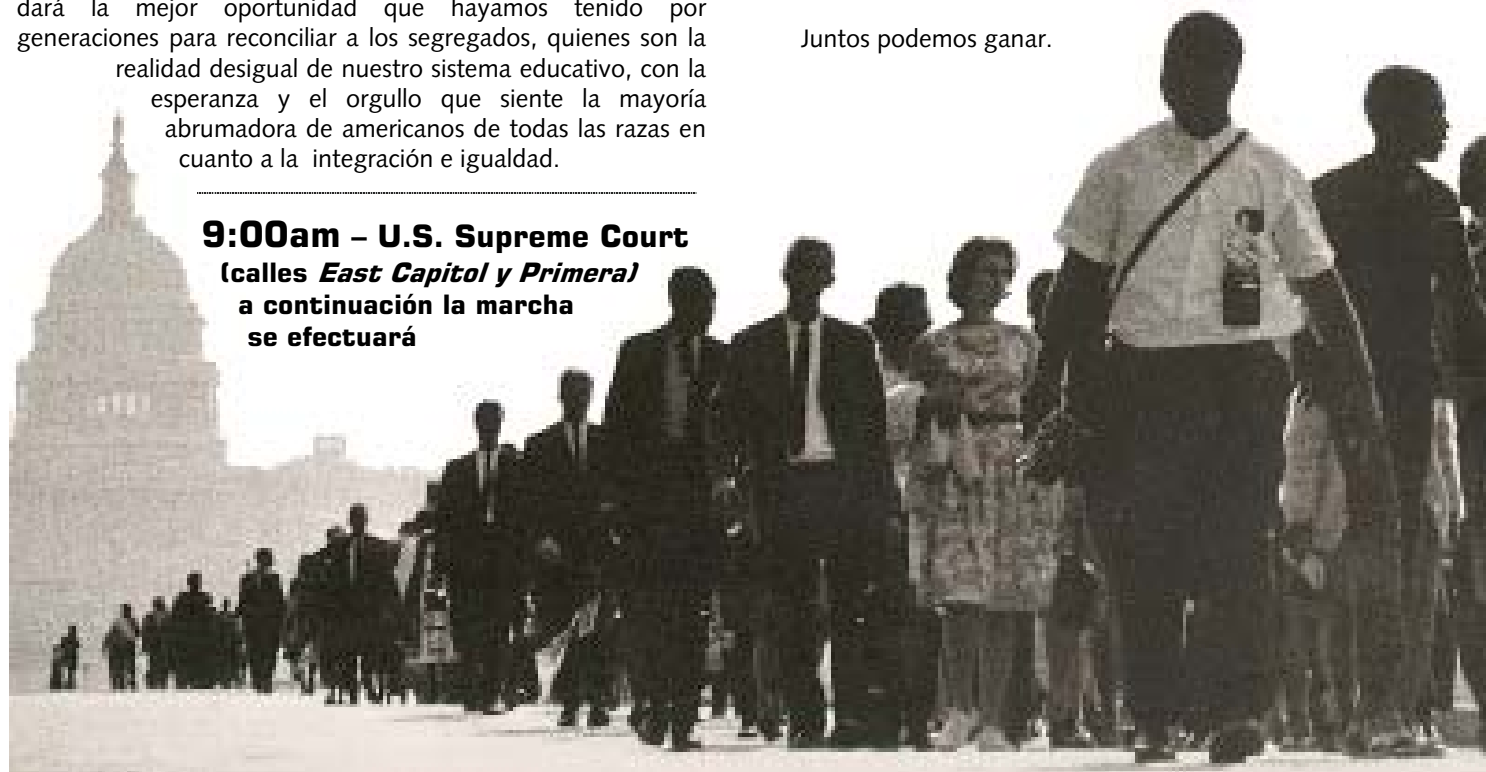 dará la mejor oportunidad que hayamos tenido por
generaciones para reconciliar a los segregados, quienes son la
realidad desigual de nuestro sistema educativo, con la
esperanza y el orgullo que siente la mayoría
abrumadora de americanos de todas las razas en
cuanto a la integración e igualdad.
9:00am – U.S. Supreme Court
(calles East Capitol y Primera)
a continuación la marcha
se efectuará
Juntos podemos ganar.